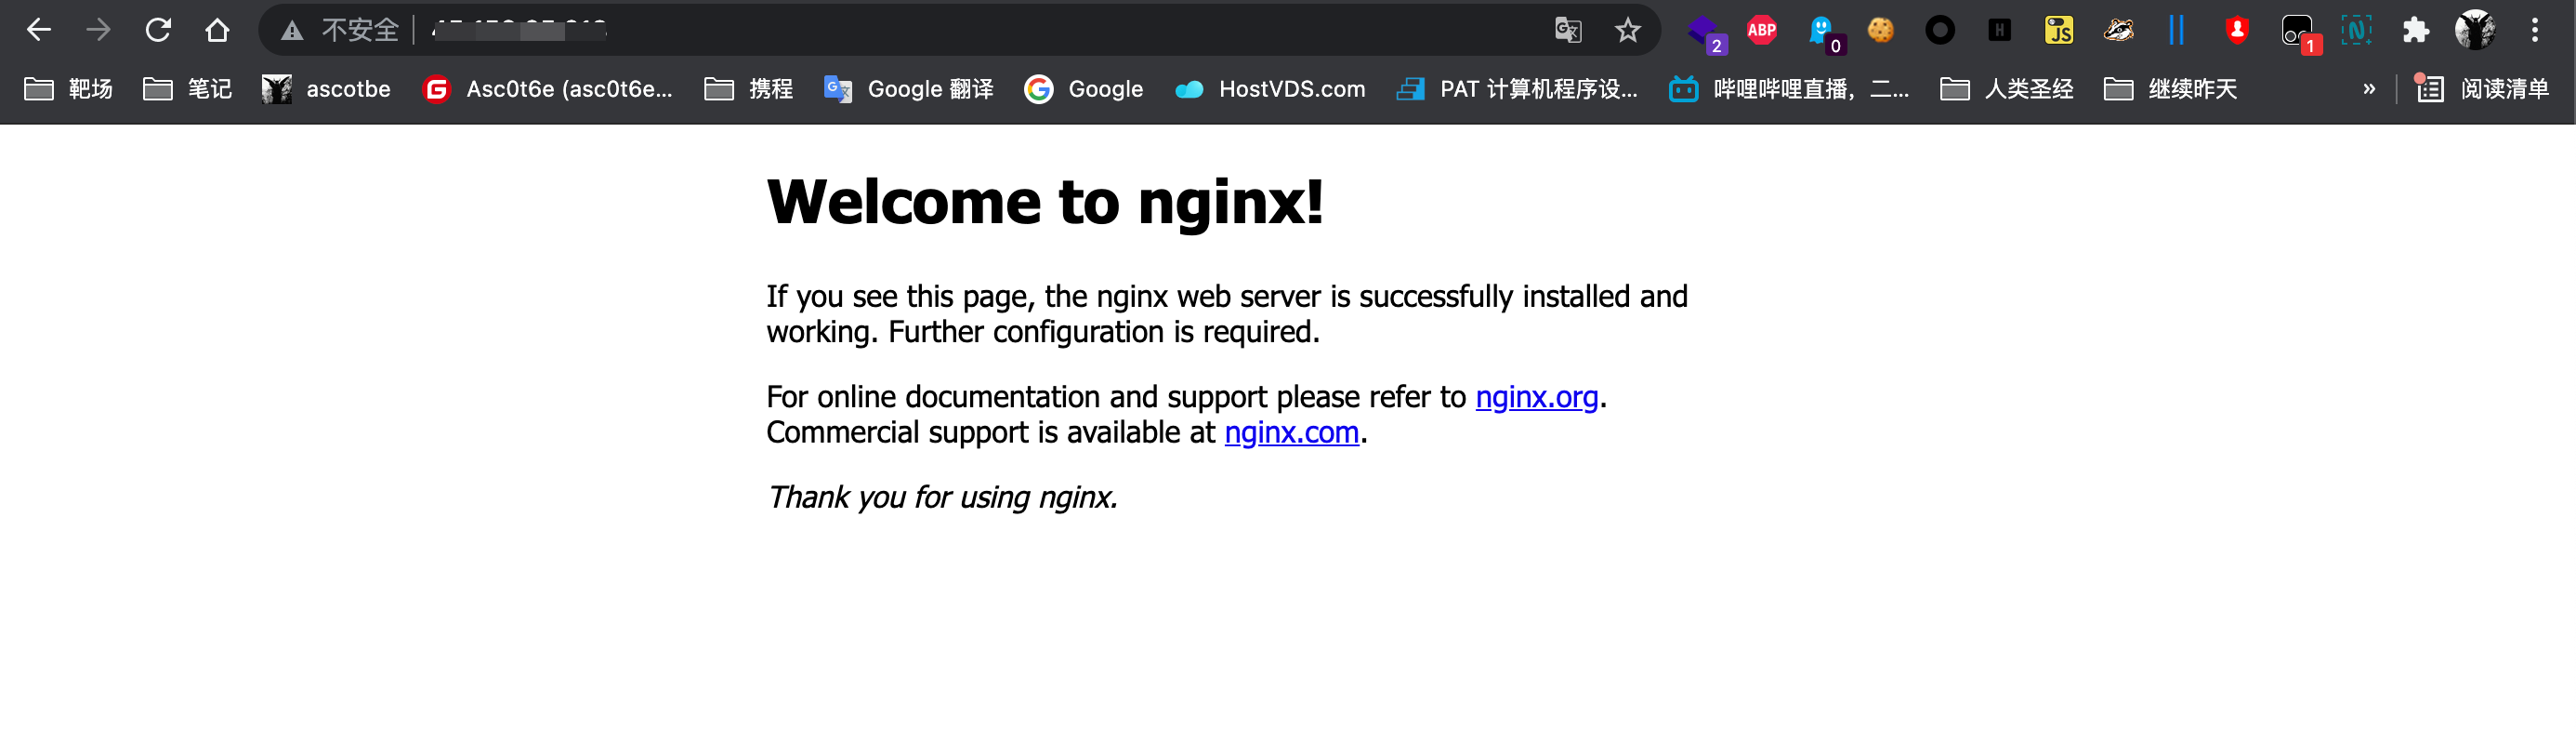 不安全
2
ABP
0
H
JS
1
N
靶场 笔记 ascotbe Asc0t6e (asc0t6e... 携程 Google 翻译 Google HostVDS.com PAT 计算机程序设... 哔哩哔哩直播，二... 人类圣经 继续昨天 » 阅读清单
Welcome to nginx!
If you see this page, the nginx web server is successfully installed and
working. Further configuration is required.
For online documentation and support please refer to nginx.org.
Commercial support is available at nginx.com.
Thank you for using nginx.